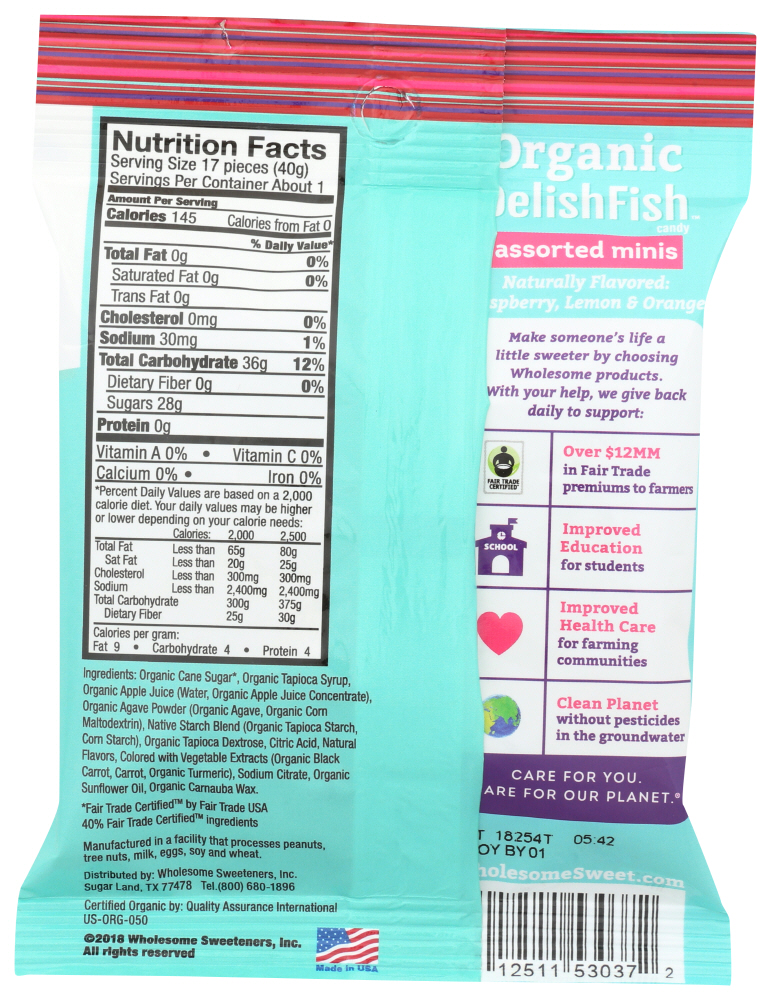 Nutrition Facts
Serving Size 17 pieces (40g)
Servings Per Container About 1
Amount Per Serving
Calories 145 Calories from Fat 0
% Daily Value*
Total Fat 0g 0%
Saturated Fat 0g 0%
Trans Fat 0g
Cholesterol 0mg 0%
Sodium 30mg 1%
Total Carbohydrate 36g 12%
Dietary Fiber 0g 0%
Sugars 28g
Protein 0g
Vitamin A 0% • Vitamin C 0%
Calcium 0% • Iron 0%
*Percent Daily Values are based on a 2,000
calorie diet. Your daily values may be higher
or lower depending on your calorie needs:
Calories: 2,000 2,500
Total Fat Less than 65g 80g
Sat Fat Less than 20g 25g
Cholesterol Less than 300mg 300mg
Sodium Less than 2,400mg 2,400mg
Total Carbohydrate 300g 375g
Dietary Fiber 25g 30g
Calories per gram:
Fat 9 • Carbohydrate 4 • Protein 4
Ingredients: Organic Cane Sugar*, Organic Tapioca Syrup,
Organic Apple Juice (Water, Organic Apple Juice Concentrate),
Organic Agave Powder (Organic Agave, Organic Corn
Maltodextrin), Native Starch Blend (Organic Tapioca Starch,
Corn Starch), Organic Tapioca Dextrose, Citric Acid, Natural
Flavors, Colored with Vegetable Extracts (Organic Black
Carrot, Carrot, Organic Turmeric), Sodium Citrate, Organic
Sunflower Oil, Organic Carnauba Wax.
*Fair Trade Certified™ by Fair Trade USA
40% Fair Trade Certified™ ingredients
Manufactured in a facility that processes peanuts,
tree nuts, milk, eggs, soy and wheat.
Distributed by: Wholesome Sweeteners, Inc.
Sugar Land, TX 77478 Tel.(800) 680-1896
Certified Organic by: Quality Assurance International
US-ORG-050
©2018 Wholesome Sweeteners, Inc.
All rights reserved
Made in USA
Organic
DelishFish™
candy
assorted minis
Naturally Flavored:
spberry, Lemon & Orange
Make someone's life a
little sweeter by choosing
Wholesome products.
With your help, we give back
daily to support:
FAIR TRADE
CERTIFIED
Over $12MM
in Fair Trade
premiums to farmers
SCHOOL
Improved
Education
for students
Improved
Health Care
for farming
communities
Clean Planet
without pesticides
in the groundwater
CARE FOR YOU.
ARE FOR OUR PLANET.®
T 18254T 05:42
OY BY 01
holesomeSweet.com
12511 53037 2